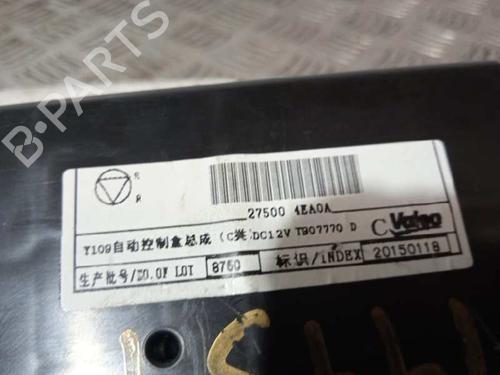 B-PARTS
R
R
27500 4EA0A
Y109自动控制盒总成 (C类)DC12V T907770 D C Valeo
生产批号/NO.OF LOT 8760 标识/INDEX 20150118